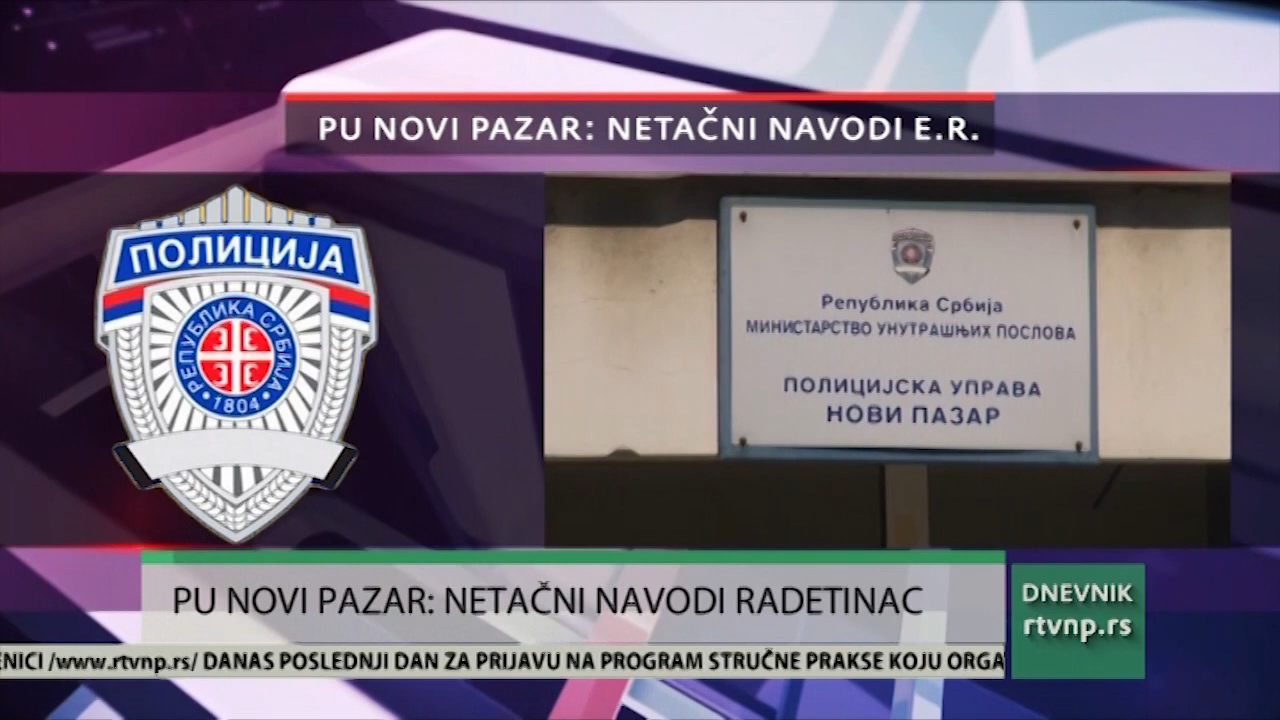 PU NOVI PAZAR: NETAČNI NAVODI E.R.
ПОЛИЦИЈА
РЕПУБЛИКА СРБИЈА
1804
Република Србија
МИНИСТАРСТВО УНУТРАШЊИХ ПОСЛОВА
ПОЛИЦИЈСКА УПРАВА
НОВИ ПАЗАР
PU NOVI PAZAR: NETAČNI NAVODI RADETINAC
DNEVNIK
rtvnp.rs
ENICI /www.rtvnp.rs/ DANAS POSLEDNJI DAN ZA PRIJAVU NA PROGRAM STRUČNE PRAKSE KOJU ORGA